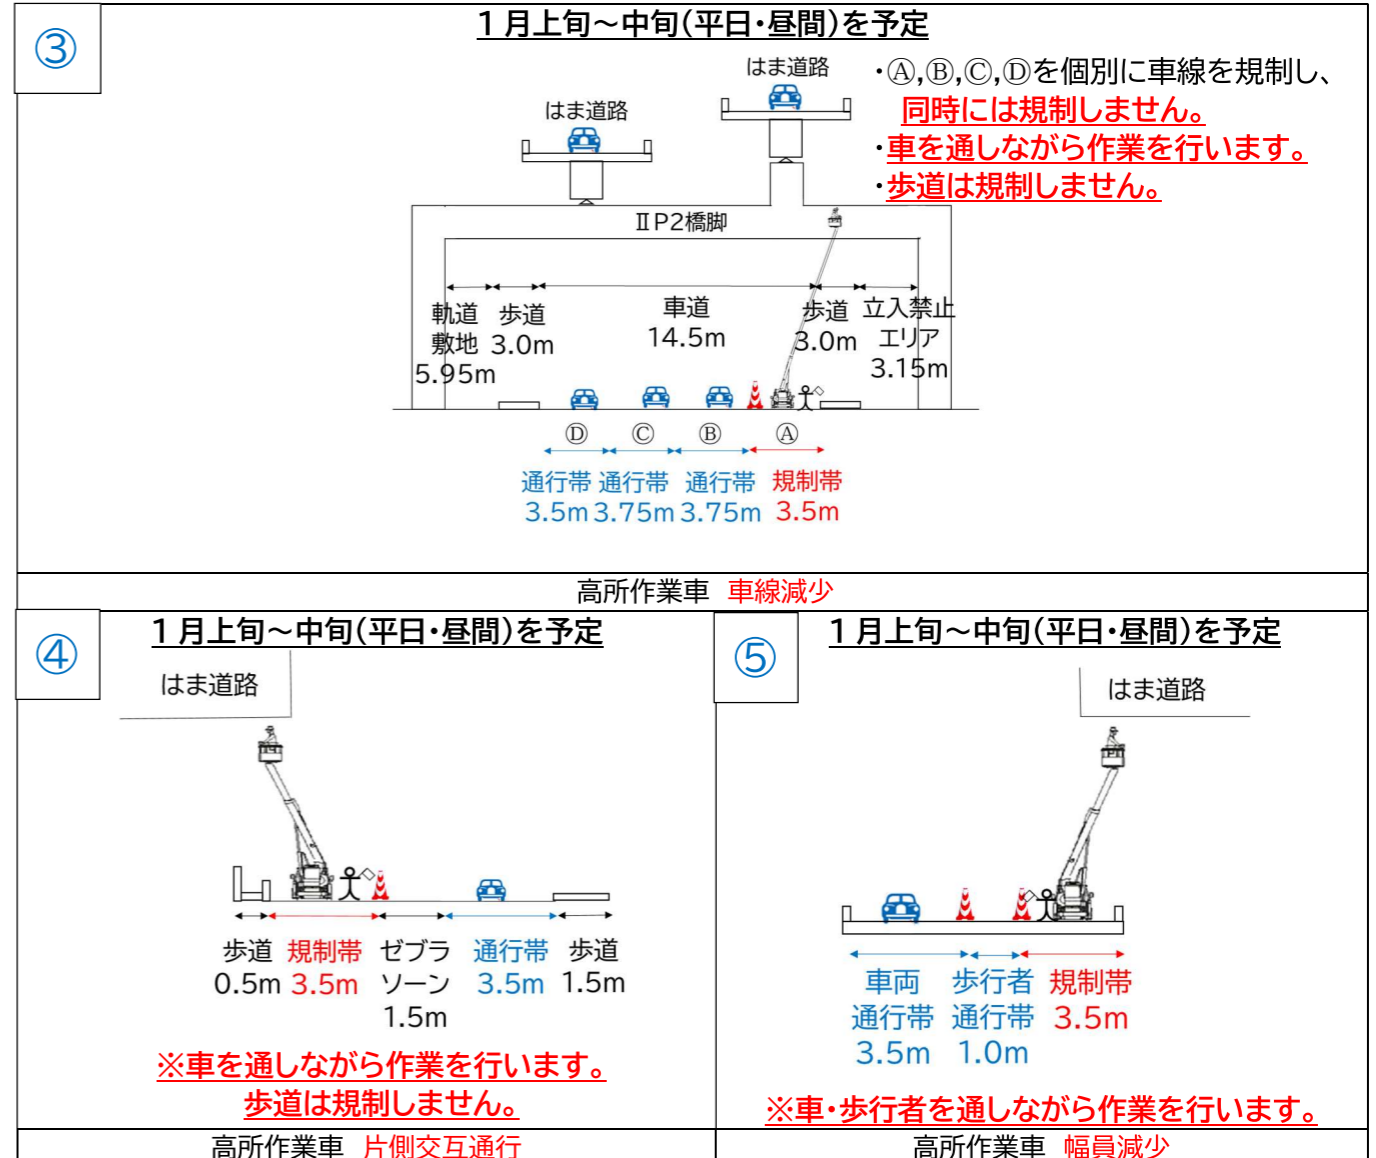 ③
1月上旬～中旬(平日・昼間)を予定
はま道路
はま道路
・Ⓐ,Ⓑ,Ⓒ,Ⓓを個別に車線を規制し、
同時には規制しません。
・車を通しながら作業を行います。
・歩道は規制しません。
ⅡP2橋脚
軌道
敷地
5.95m
歩道
3.0m
車道
14.5m
歩道
3.0m
立入禁止
エリア
3.15m
Ⓓ Ⓒ Ⓑ Ⓐ
通行帯 通行帯 通行帯 規制帯
3.5m 3.75m 3.75m 3.5m
高所作業車 車線減少
④
1月上旬～中旬(平日・昼間)を予定
はま道路
歩道
0.5m
規制帯
3.5m
ゼブラ
ソーン
1.5m
通行帯
3.5m
歩道
1.5m
※車を通しながら作業を行います。
歩道は規制しません。
高所作業車 片側交互通行
⑤
1月上旬～中旬(平日・昼間)を予定
はま道路
車両
通行帯
3.5m
歩行者
通行帯
1.0m
規制帯
3.5m
※車・歩行者を通しながら作業を行います。
高所作業車 幅員減少